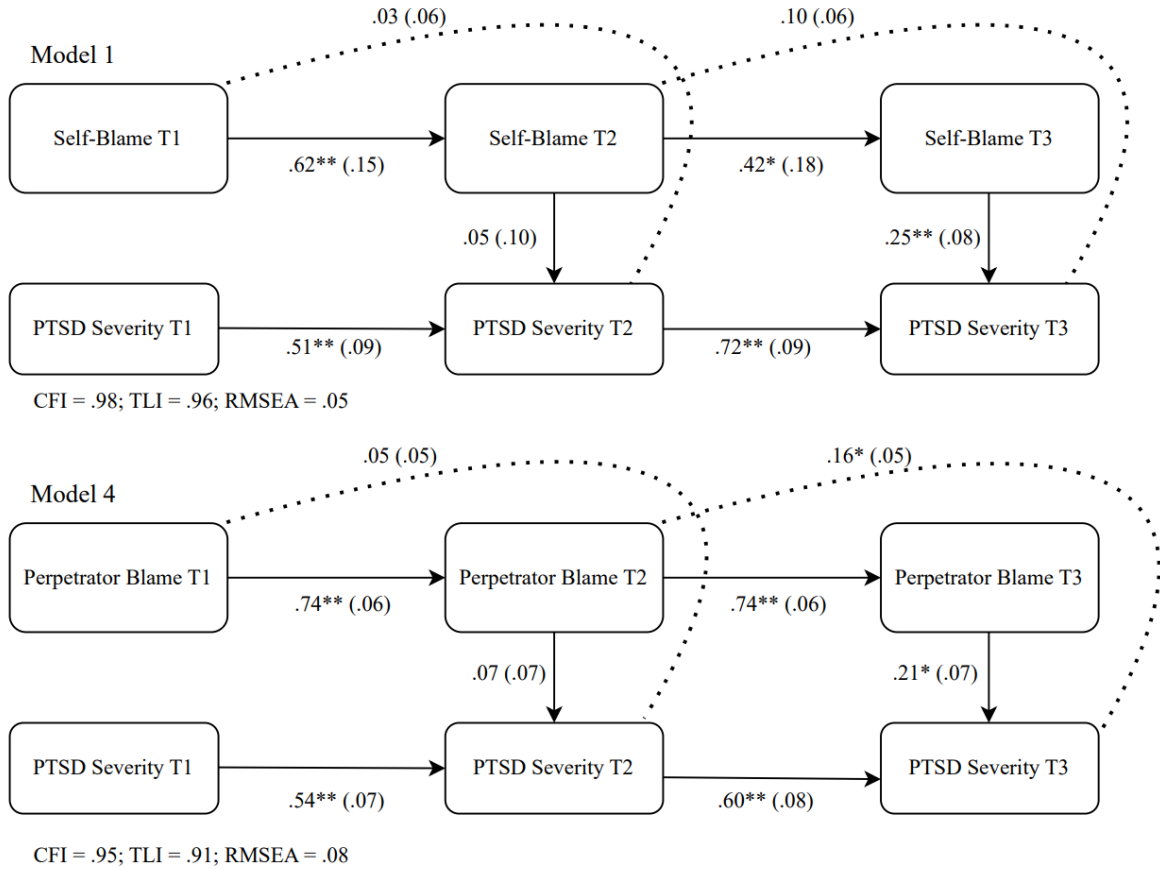 .03 (.06) .10 (.06)
Model 1
Self-Blame T1 Self-Blame T2 Self-Blame T3
.62** (.15) .42* (.18)
.05 (.10) .25** (.08)
PTSD Severity T1 PTSD Severity T2 PTSD Severity T3
.51** (.09) .72** (.09)
CFI = .98; TLI = .96; RMSEA = .05
.05 (.05) .16* (.05)
Model 4
Perpetrator Blame T1 Perpetrator Blame T2 Perpetrator Blame T3
.74** (.06) .74** (.06)
.07 (.07) .21* (.07)
PTSD Severity T1 PTSD Severity T2 PTSD Severity T3
.54** (.07) .60** (.08)
CFI = .95; TLI = .91; RMSEA = .08